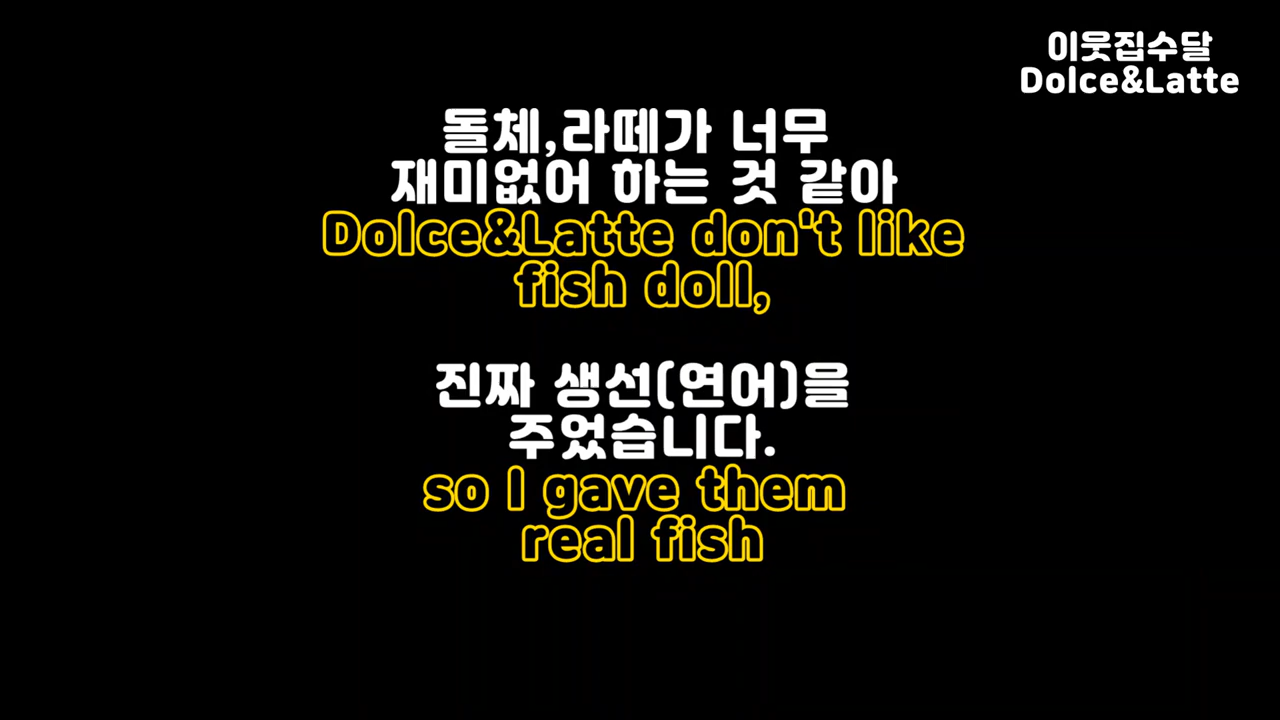 이웃집수달
Dolce&Latte
돌체,라떼가 너무
재미없어 하는 것 같아
Dolce&Latte don't like
fish doll,
진짜 생선(연어)을
주었습니다.
so I gave them
real fish